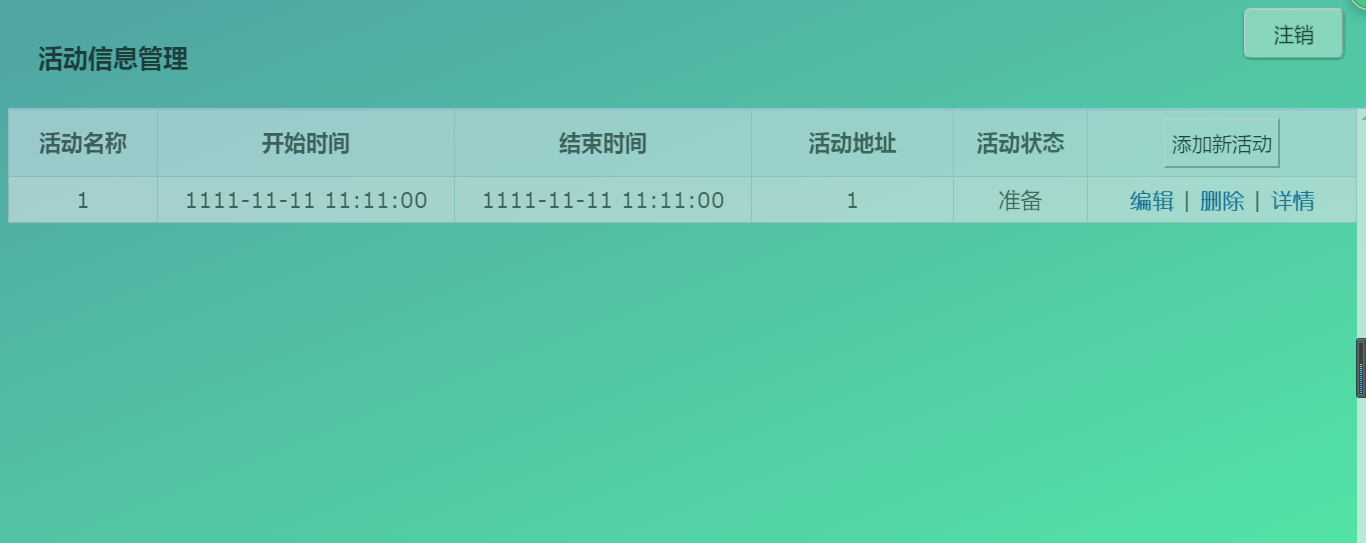 注销
活动信息管理
活动名称 开始时间 结束时间 活动地址 活动状态 添加新活动
1 1111-11-11 11:11:00 1111-11-11 11:11:00 1 准备 编辑 | 删除 | 详情